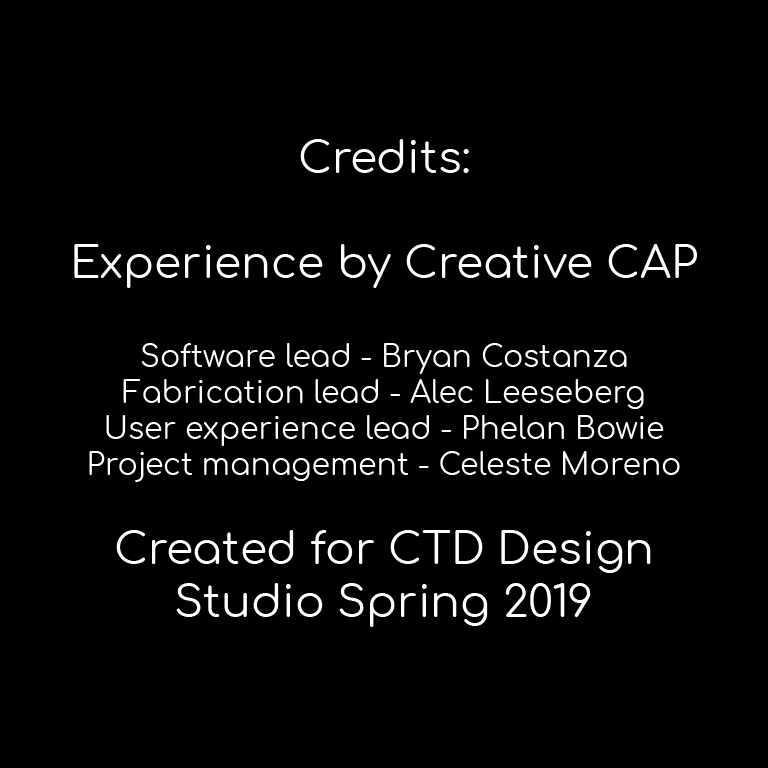 Credits:
Experience by Creative CAP
Software lead - Bryan Costanza
Fabrication lead - Alec Leeseberg
User experience lead - Phelan Bowie
Project management - Celeste Moreno
Created for CTD Design
Studio Spring 2019